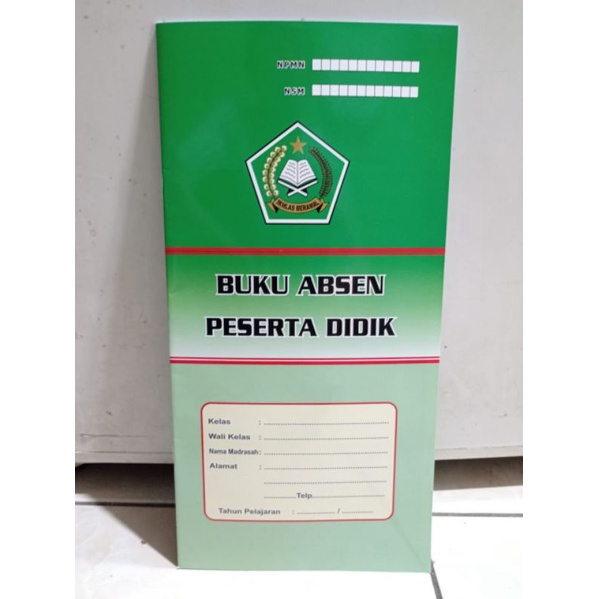 NPMN
NSM
IKHLAS BERAMAL
BUKU ABSEN
PESERTA DIDIK
Kelas : ............................
Wali Kelas : ............................
Nama Madrasah : ............................
Alamat : ............................
............................
............Telp............................
Tahun Pelajaran : ............ / ............